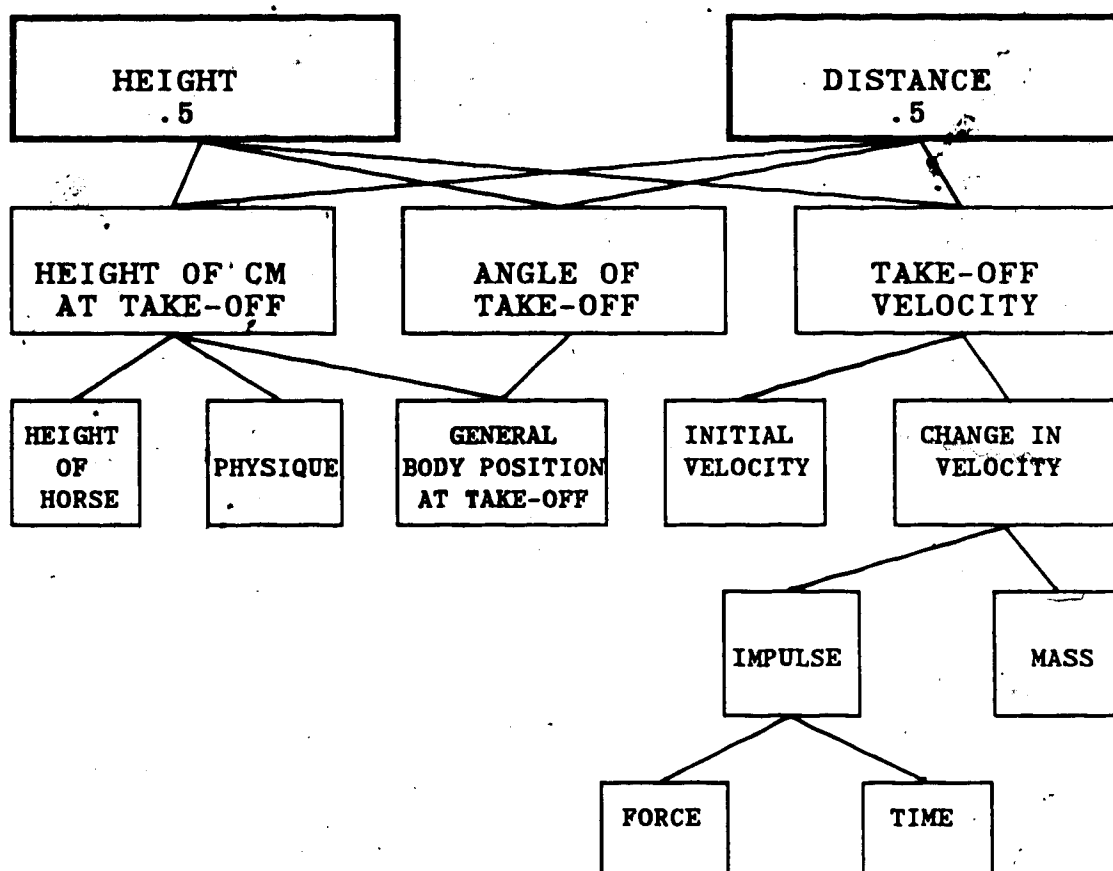 HEIGHT
.5
DISTANCE
.5
HEIGHT OF CM
AT TAKE-OFF
ANGLE OF
TAKE-OFF
TAKE-OFF
VELOCITY
HEIGHT
OF
HORSE
PHYSIQUE
GENERAL
BODY POSITION
AT TAKE-OFF
INITIAL
VELOCITY
CHANGE IN
VELOCITY
IMPULSE
MASS
FORCE
TIME